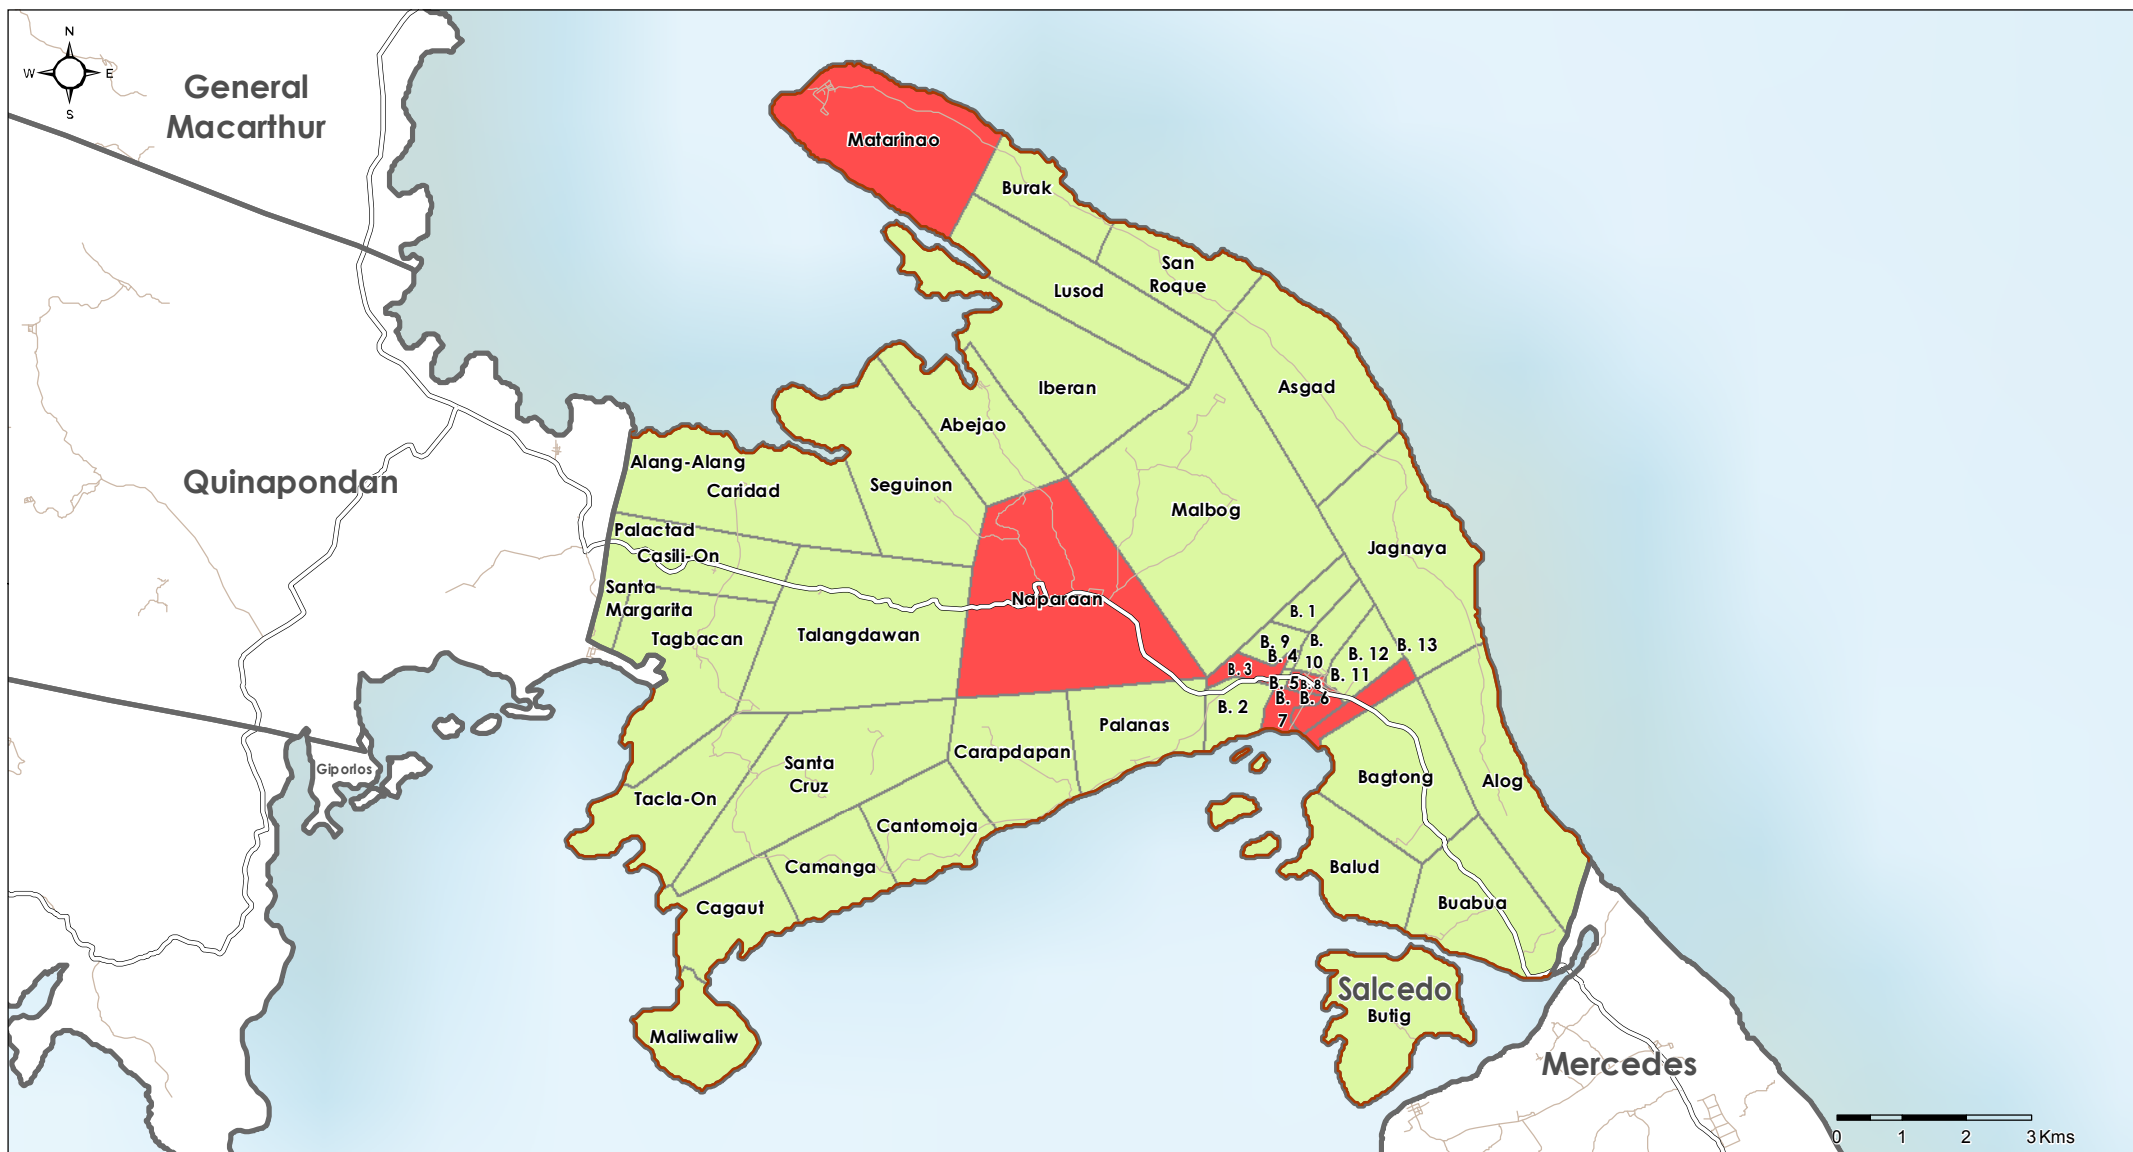 N
W E
S
General
Macarthur
Matarinao
Burak
San
Roque
Lusod
Iberan
Asgad
Abejao
Alang-Alang
Caridad
Seguinon
Quinapondan
Malbog
Palactad
Casili-On
Jagnaya
Santa
Margarita
Naparaan
B. 1
Tagbacan
Talangdawan
B. 9
B.
10
B. 4
B. 12
B. 13
B. 3
B. 11
B. 5
B. 8
B.
7
B. 6
B. 2
Palanas
Carapdapan
Santa
Cruz
Giporlos
Bagtong
Alog
Tacla-On
Cantomoja
Camanga
Balud
Cagaut
Buabua
Salcedo
Butig
Maliwaliw
Mercedes
0 1 2 3 Kms